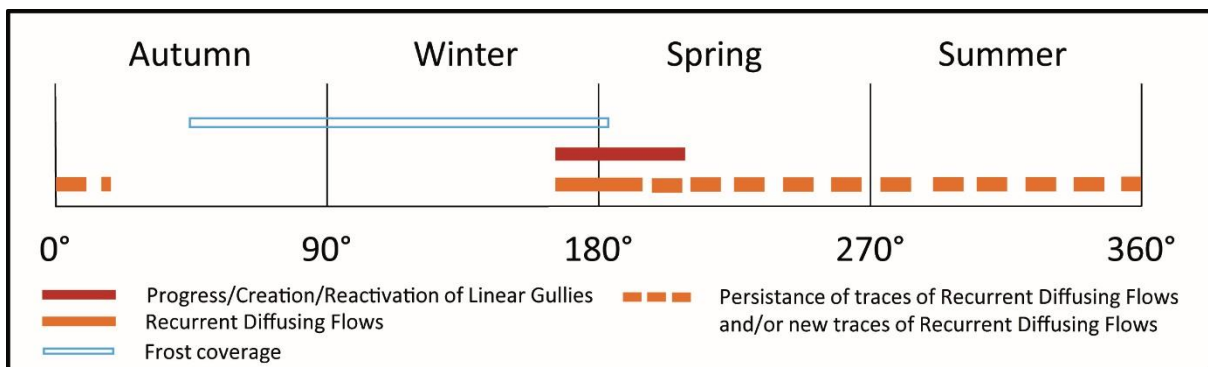 Autumn Winter Spring Summer
0° 90° 180° 270° 360°
Progress/Creation/Reactivation of Linear Gullies
Recurrent Diffusing Flows
Frost coverage
Persistance of traces of Recurrent Diffusing Flows
and/or new traces of Recurrent Diffusing Flows